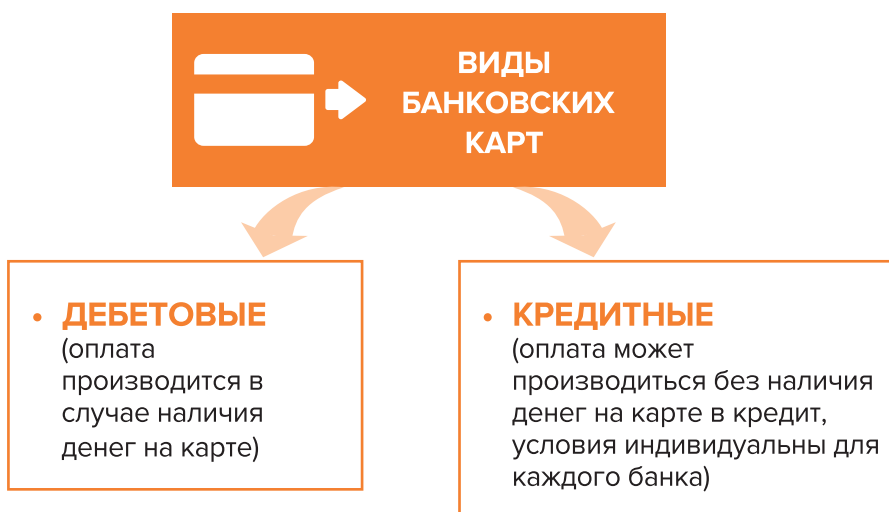 ВИДЫ
БАНКОВСКИХ
КАРТ
• ДЕБЕТОВЫЕ
(оплата
производится в
случае наличия
денег на карте)
• КРЕДИТНЫЕ
(оплата может
производиться без наличия
денег на карте в кредит,
условия индивидуальны для
каждого банка)